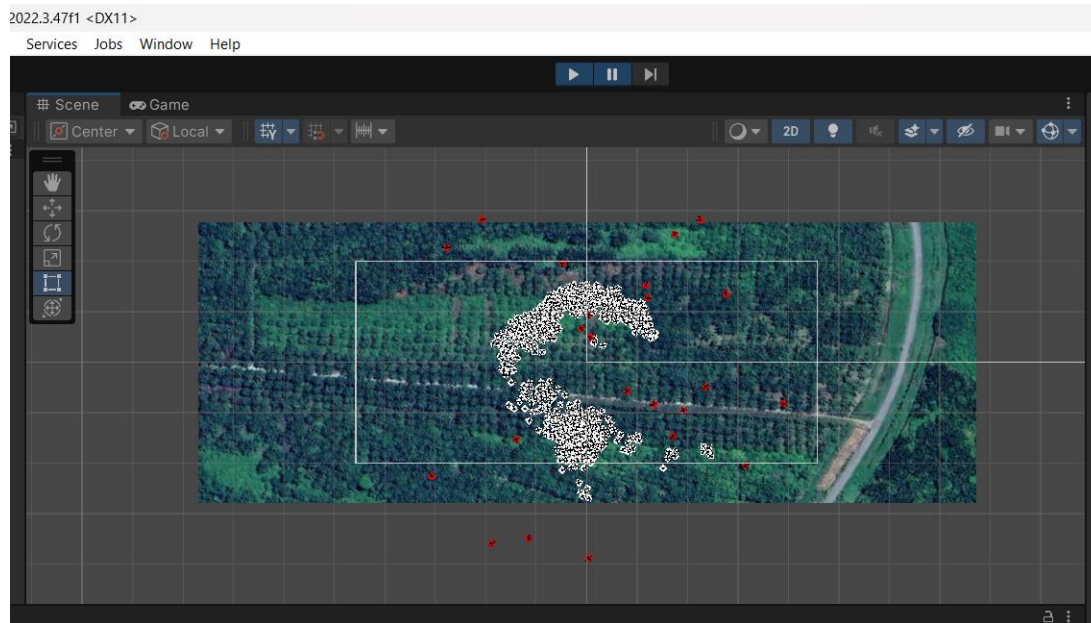 2022.3.47f1 <DX11>
Services Jobs Window Help
Scene Game
Center Local 2D